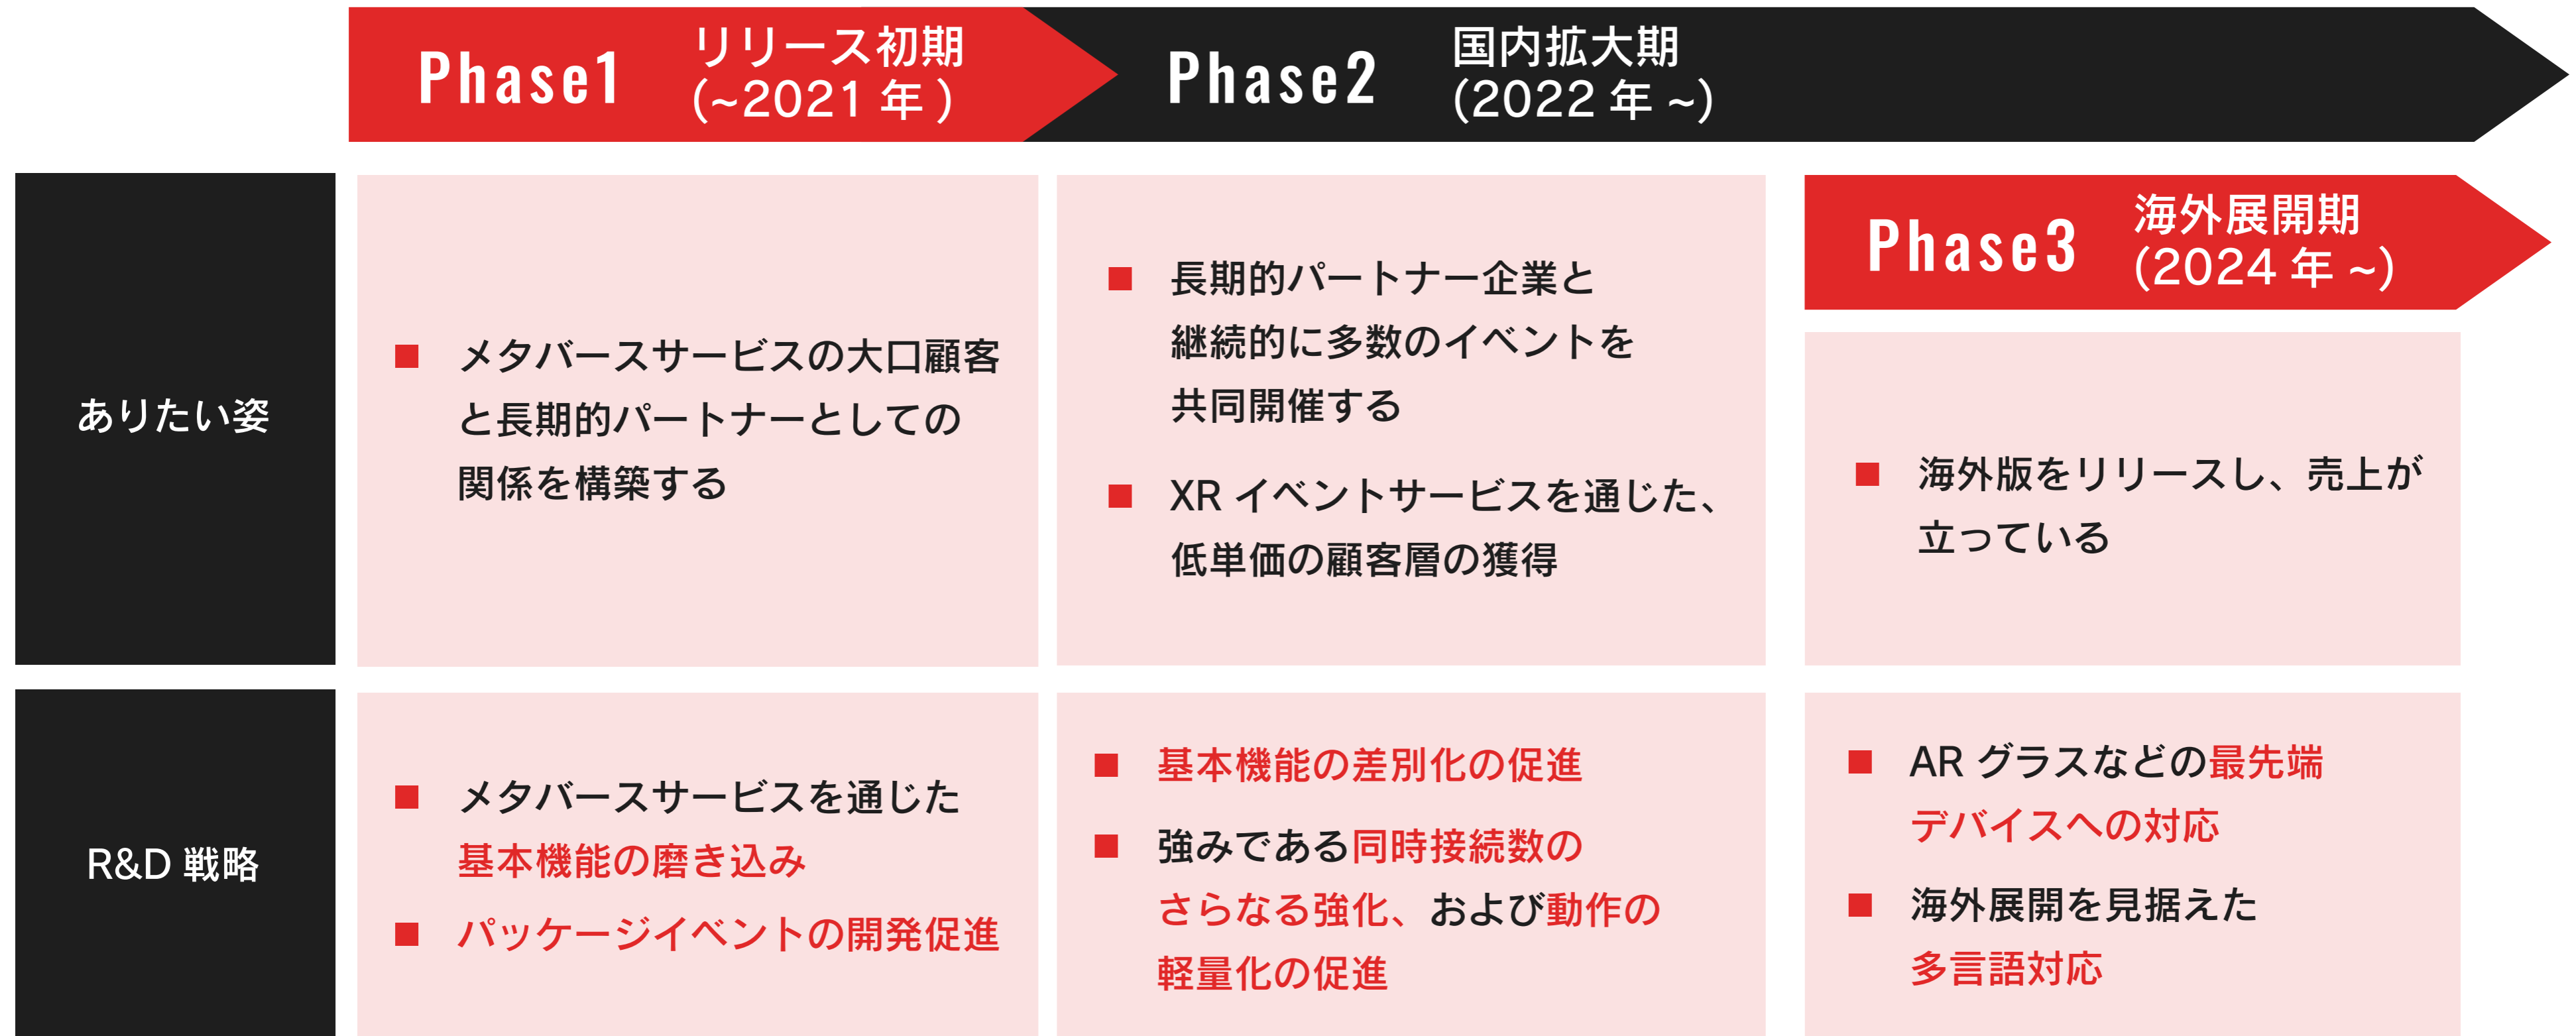 Phase1
リリース初期
(~2021 年 )
Phase2
国内拡大期
(2022 年 ~)
Phase3
海外展開期
(2024 年 ~)
ありたい姿
■ メタバースサービスの大口顧客
と長期的パートナーとしての
関係を構築する
■ 長期的パートナー企業と
継続的に多数のイベントを
共同開催する
■ XR イベントサービスを通じた、
低単価の顧客層の獲得
■ 海外版をリリースし、売上が
立っている
R&D 戦略
■ メタバースサービスを通じた
基本機能の磨き込み
■ パッケージイベントの開発促進
■ 基本機能の差別化の促進
■ 強みである同時接続数の
さらなる強化、および動作の
軽量化の促進
■ AR グラスなどの最先端
デバイスへの対応
■ 海外展開を見据えた
多言語対応